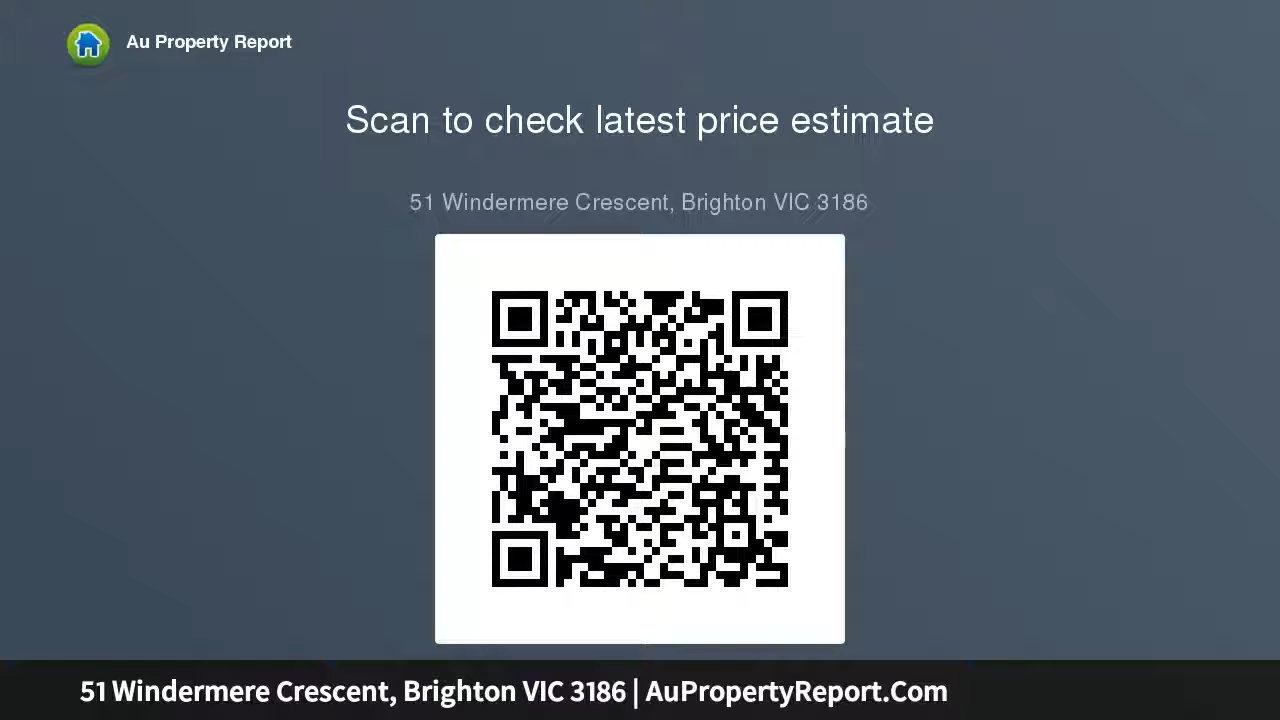 Au Property Report
Scan to check latest price estimate
51 Windermere Crescent, Brighton VIC 3186
51 Windermere Crescent, Brighton VIC 3186 | AuPropertyReport.Com